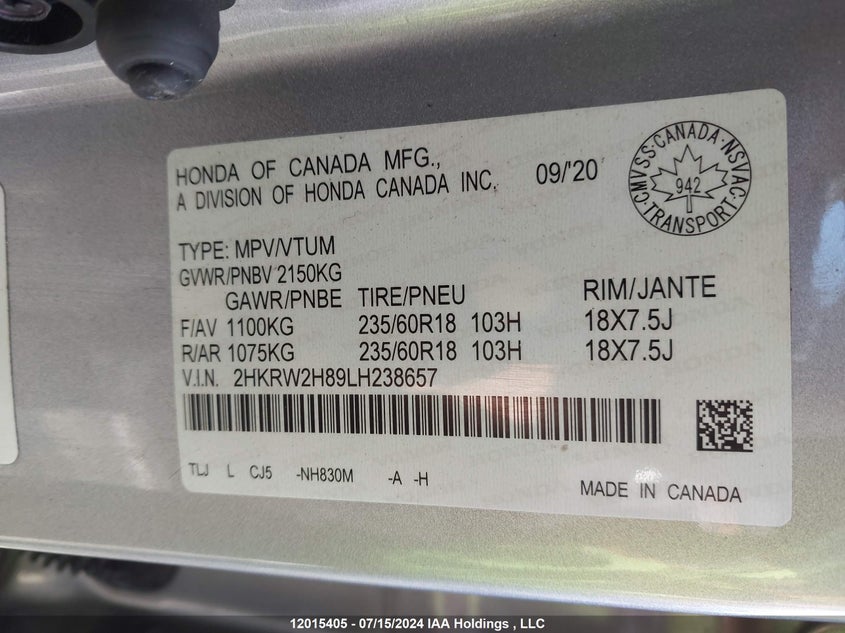 HONDA OF CANADA MFG.,
A DIVISION OF HONDA CANADA INC.
09/'20
CMVSS·CANADA·NSVAC
942
TRANSPORT
TYPE: MPV/VTUM
GVWR/PNBV 2150KG
GAWR/PNBE TIRE/PNEU RIM/JANTE
F/AV 1100KG 235/60R18 103H 18X7.5J
R/AR 1075KG 235/60R18 103H 18X7.5J
V.I.N. 2HKRW2H89LH238657
TLJ L CJ5 -NH830M -A -H
MADE IN CANADA
12015405 - 07/15/2024 IAA Holdings , LLC